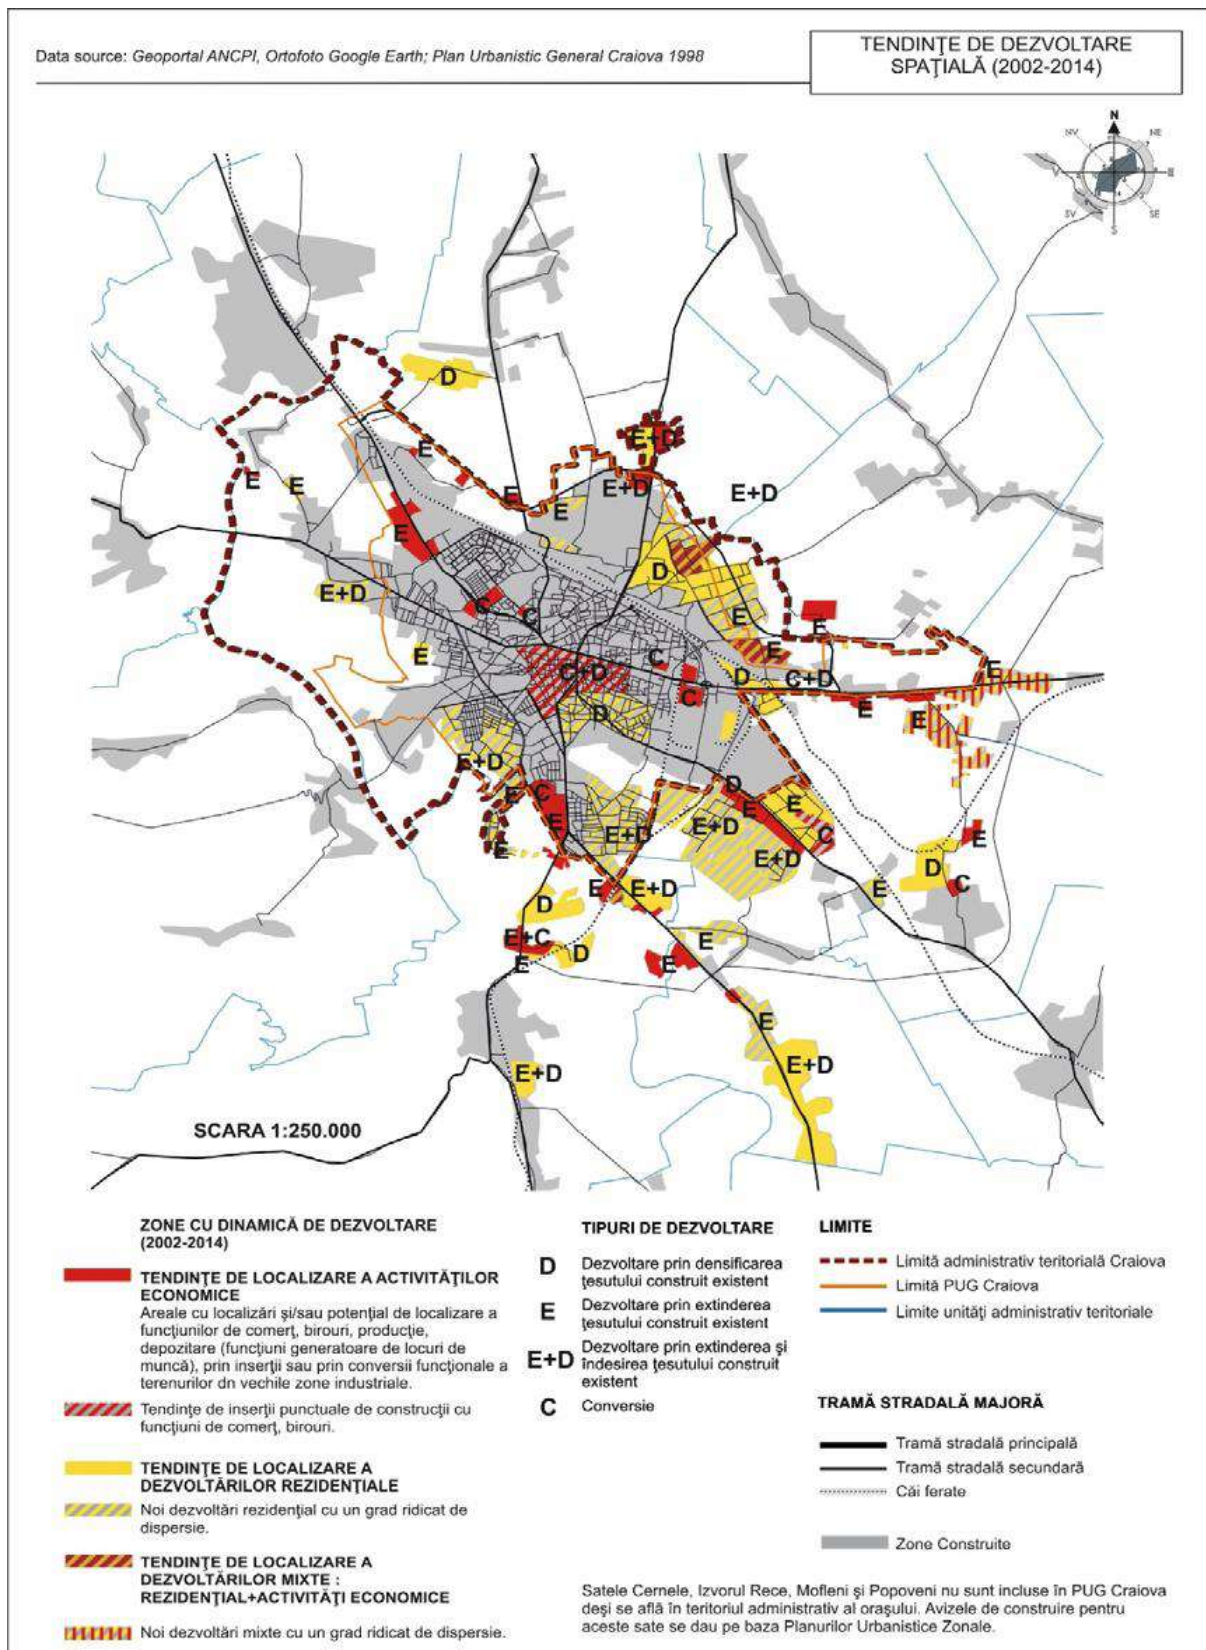 Data source: Geoportal ANCPI, Ortofoto Google Earth; Plan Urbanistic General Craiova 1998
TENDINŢE DE DEZVOLTARE
SPAŢIALĂ (2002-2014)
N
NV
NE
V
E
SV
SE
S
D
E+D
E
E
E
E
E+D
E
E+D
E
D
E+D
C
C
E
E
E
E
C
C+D
D
C+D
E
C
D
E
E
E+D
E
C
D
E
E
E
E+D
E+D
C
E
E+D
E
D
E
E+D
E
C
D
E+C
E
D
E
E
E
E+D
E+D
SCARA 1:250.000
ZONE CU DINAMICĂ DE DEZVOLTARE
(2002-2014)
TENDINŢE DE LOCALIZARE A ACTIVITĂŢILOR
ECONOMICE
Areale cu localizări şi/sau potenţial de localizare a
funcţiunilor de comerţ, birouri, producţie,
depozitare (funcţiuni generatoare de locuri de
muncă), prin inserţii sau prin conversii funcţionale a
terenurilor dn vechile zone industriale.
Tendinţe de inserţii punctuale de construcţii cu
funcţiuni de comerţ, birouri.
TENDINŢE DE LOCALIZARE A
DEZVOLTĂRILOR REZIDENŢIALE
Noi dezvoltări rezidenţial cu un grad ridicat de
dispersie.
TENDINŢE DE LOCALIZARE A
DEZVOLTĂRILOR MIXTE :
REZIDENŢIAL+ACTIVITĂŢI ECONOMICE
Noi dezvoltări mixte cu un grad ridicat de dispersie.
TIPURI DE DEZVOLTARE
D Dezvoltare prin densificarea
ţesutului construit existent
E Dezvoltare prin extinderea
ţesutului construit existent
E+D Dezvoltare prin extinderea şi
îndesirea ţesutului construit
existent
C Conversie
LIMITE
Limită administrativ teritorială Craiova
Limită PUG Craiova
Limite unităţi administrativ teritoriale
TRAMĂ STRADALĂ MAJORĂ
Tramă stradală principală
Tramă stradală secundară
Căi ferate
Zone Construite
Satele Cernele, Izvorul Rece, Mofleni şi Popoveni nu sunt incluse în PUG Craiova
deşi se află în teritoriul administrativ al oraşului. Avizele de construire pentru
aceste sate se dau pe baza Planurilor Urbanistice Zonale.